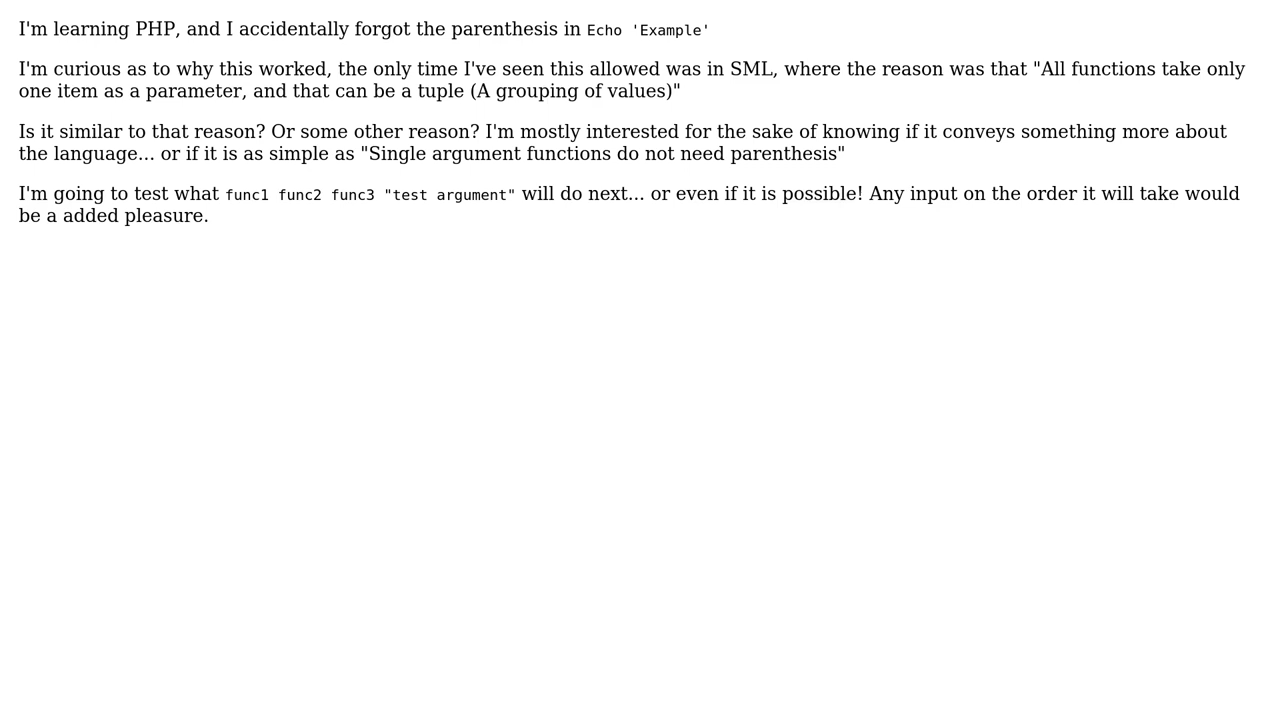 I'm learning PHP, and I accidentally forgot the parenthesis in Echo 'Example'
I'm curious as to why this worked, the only time I've seen this allowed was in SML, where the reason was that "All functions take only
one item as a parameter, and that can be a tuple (A grouping of values)"
Is it similar to that reason? Or some other reason? I'm mostly interested for the sake of knowing if it conveys something more about
the language... or if it is as simple as "Single argument functions do not need parenthesis"
I'm going to test what func1 func2 func3 "test argument" will do next... or even if it is possible! Any input on the order it will take would
be a added pleasure.